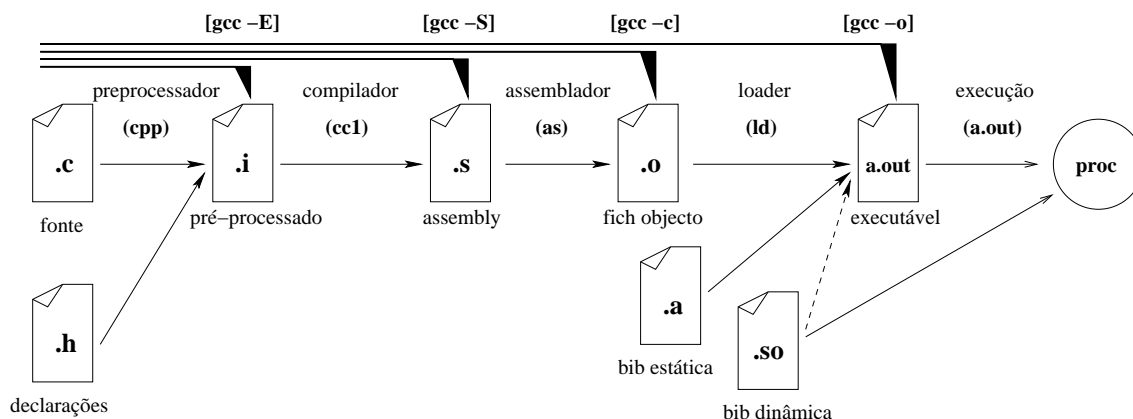 [gcc −E]
[gcc −S]
[gcc −c]
[gcc −o]
preprocessador
compilador
assemblador
loader
execução
(cpp)
(cc1)
(as)
(ld)
(a.out)
.c
.i
.s
.o
a.out
proc
fonte
pré−processado
assembly
fich objecto
executável
.h
.a
.so
declarações
bib estática
bib dinâmica